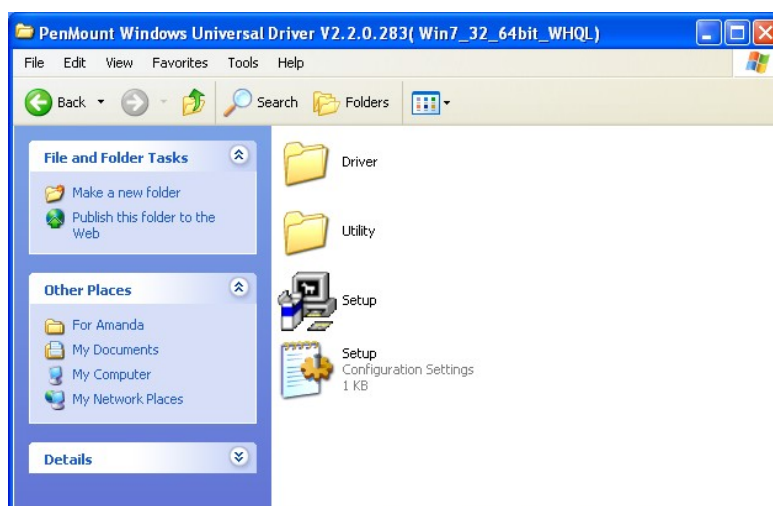 PenMount Windows Universal Driver V2.2.0.283( Win7_32_64bit_WHQL)
File Edit View Favorites Tools Help
Back Search Folders
File and Folder Tasks
Make a new folder
Publish this folder to the
Web
Other Places
For Amanda
My Documents
My Computer
My Network Places
Details
Driver
Utility
Setup
Setup
Configuration Settings
1 KB